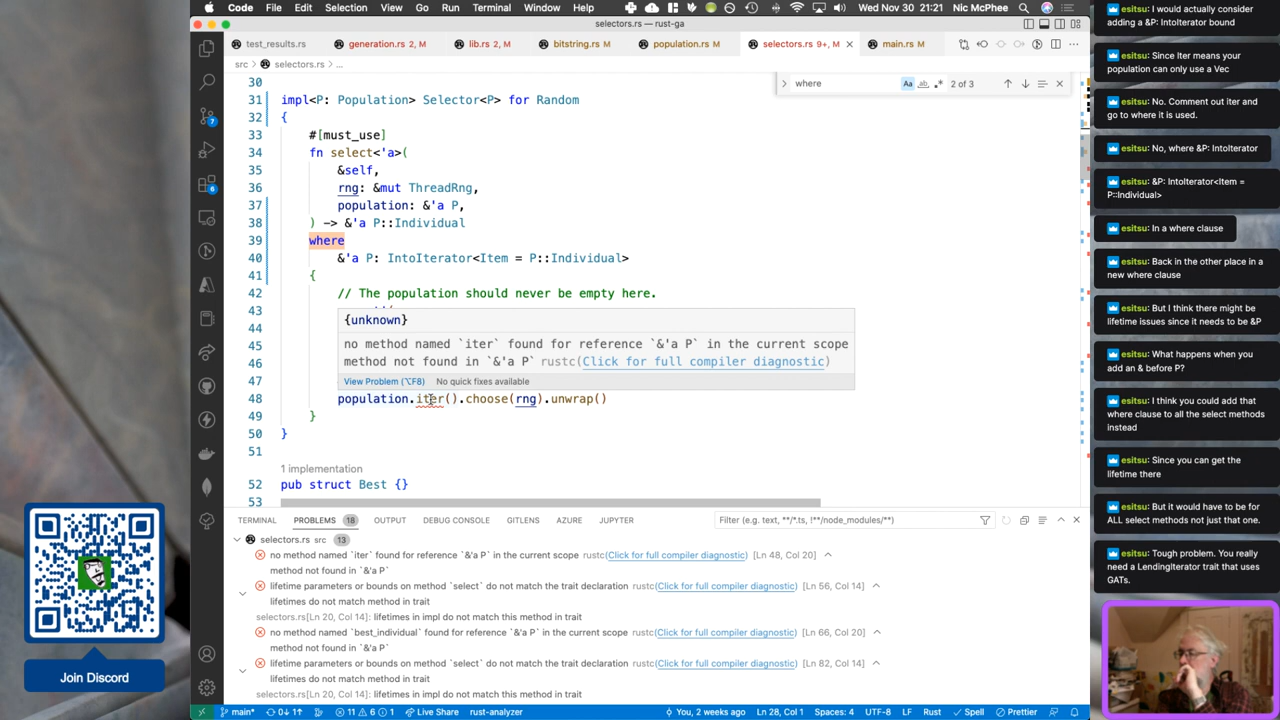 Code File Edit Selection View Go Run Terminal Window Help
Wed 30 Nov 21:21 Nic McPhee
selectors.rs — rust-ga
test_results.rs
generation.rs 2, M
lib.rs 2, M
bitstring.rs M
population.rs M
selectors.rs 9+, M
main.rs M
src > selectors.rs > ...
where
Aa ab 2 of 3
30
31 impl<P: Population> Selector<P> for Random
32 {
33 #[must_use]
34 fn select<'a>(
35 &self,
36 rng: &mut ThreadRng,
37 population: &'a P,
38 ) -> &'a P::Individual
39 where
40 &'a P: IntoIterator<Item = P::Individual>
41 {
42 // The population should never be empty here.
43
44
45
46
47
{unknown}
no method named `iter` found for reference `&'a P` in the current scope
method not found in `&'a P` rustc(Click for full compiler diagnostic)
View Problem (⌥F8) No quick fixes available
48 population.iter().choose(rng).unwrap()
49 }
50 }
51
1 implementation
52 pub struct Best {}
53
TERMINAL PROBLEMS 18 OUTPUT DEBUG CONSOLE GITLENS AZURE JUPYTER
Filter (e.g. text, **/*.ts, !**/node_modules/**)
selectors.rs src 13
no method named `iter` found for reference `&'a P` in the current scope rustc(Click for full compiler diagnostic) [Ln 48, Col 20]
method not found in `&'a P`
lifetime parameters or bounds on method `select` do not match the trait declaration rustc(Click for full compiler diagnostic) [Ln 56, Col 14]
lifetimes do not match method in trait
selectors.rs[Ln 20, Col 14]: lifetimes in impl do not match this method in trait
no method named `best_individual` found for reference `&'a P` in the current scope rustc(Click for full compiler diagnostic) [Ln 66, Col 20]
method not found in `&'a P`
lifetime parameters or bounds on method `select` do not match the trait declaration rustc(Click for full compiler diagnostic) [Ln 82, Col 14]
lifetimes do not match method in trait
selectors.rs[Ln 20, Col 14]: lifetimes in impl do not match this method in trait
main* 0↓ 1↑ 11 6 1 Live Share rust-analyzer
You, 2 weeks ago Ln 28, Col 1 Spaces: 4 UTF-8 LF Rust Spell Prettier
7
6
Join Discord
esitsu: I would actually consider
adding a &P: IntoIterator bound
esitsu: Since Iter means your
population can only use a Vec
esitsu: No. Comment out iter and
go to where it is used.
esitsu: No, where &P: IntoIterator
esitsu: &P: IntoIterator<Item =
P::Individual>
esitsu: In a where clause
esitsu: Back in the other place in a
new where clause
esitsu: But I think there might be
lifetime issues since it needs to be &P
esitsu: What happens when you
add an & before P?
esitsu: I think you could add that
where clause to all the select methods
instead
esitsu: Since you can get the
lifetime there
esitsu: But it would have to be for
ALL select methods not just that one.
esitsu: Tough problem. You really
need a LendingIterator trait that uses
GATs.